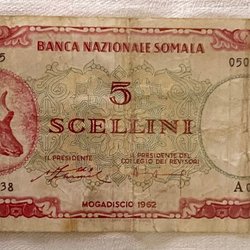 BANCA NAZIONALE SOMALA
5
SCELLINI
IL PRESIDENTE
IL PRESIDENTE DEL
COLLEGIO DEI REVISORI
MOGADISCIO 1962